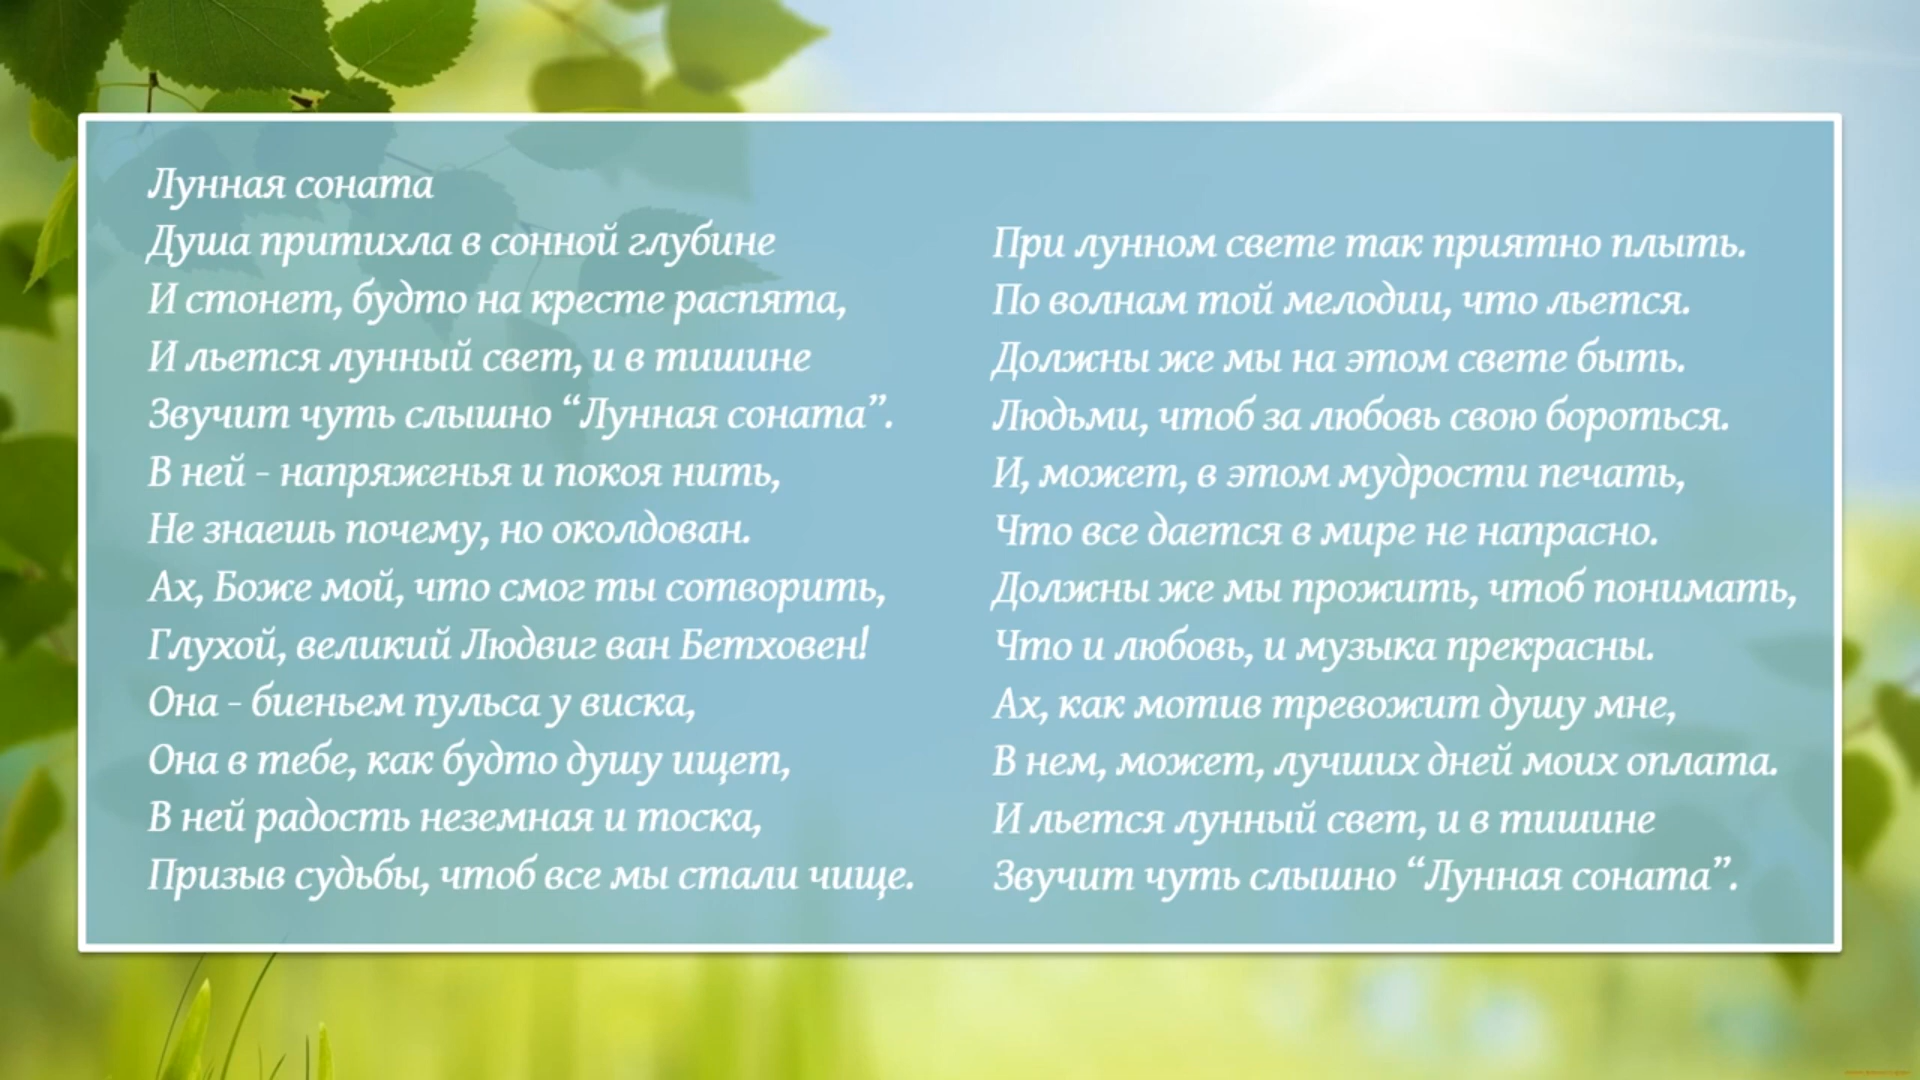 Лунная соната
Душа притихла в сонной глубине
И стонет, будто на кресте распята,
И льется лунный свет, и в тишине
Звучит чуть слышно “Лунная соната”.
В ней - напряженья и покоя нить,
Не знаешь почему, но околдован.
Ах, Боже мой, что смог ты сотворить,
Глухой, великий Людвиг ван Бетховен!
Она - биеньем пульса у виска,
Она в тебе, как будто душу ищет,
В ней радость неземная и тоска,
Призыв судьбы, чтоб все мы стали чище.
При лунном свете так приятно плыть.
По волнам той мелодии, что льется.
Должны же мы на этом свете быть.
Людьми, чтоб за любовь свою бороться.
И, может, в этом мудрости печать,
Что все дается в мире не напрасно.
Должны же мы прожить, чтоб понимать,
Что и любовь, и музыка прекрасны.
Ах, как мотив тревожит душу мне,
В нем, может, лучших дней моих оплата.
И льется лунный свет, и в тишине
Звучит чуть слышно “Лунная соната”.